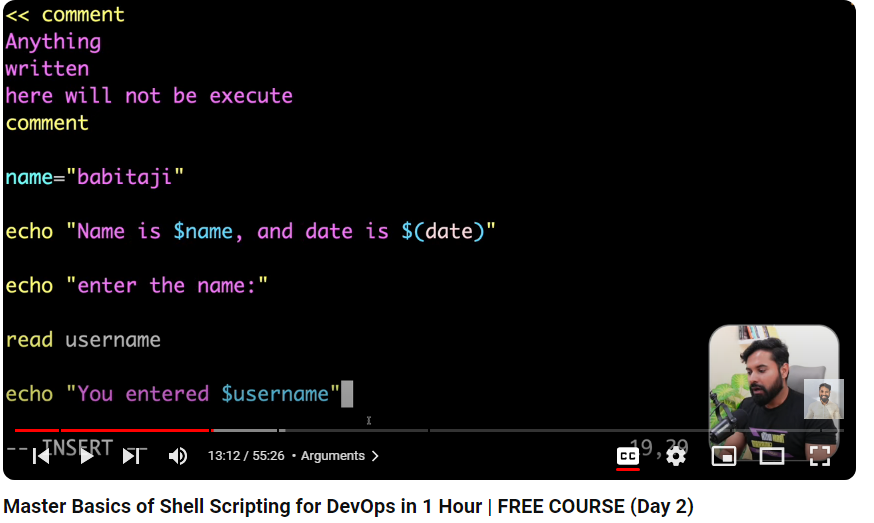 << comment
Anything
written
here will not be execute
comment
name="babitaji"
echo "Name is $name, and date is $(date)"
echo "enter the name:"
read username
echo "You entered $username"
-- INSERT --
19,29
13:12 / 55:26 • Arguments
CC
Master Basics of Shell Scripting for DevOps in 1 Hour | FREE COURSE (Day 2)